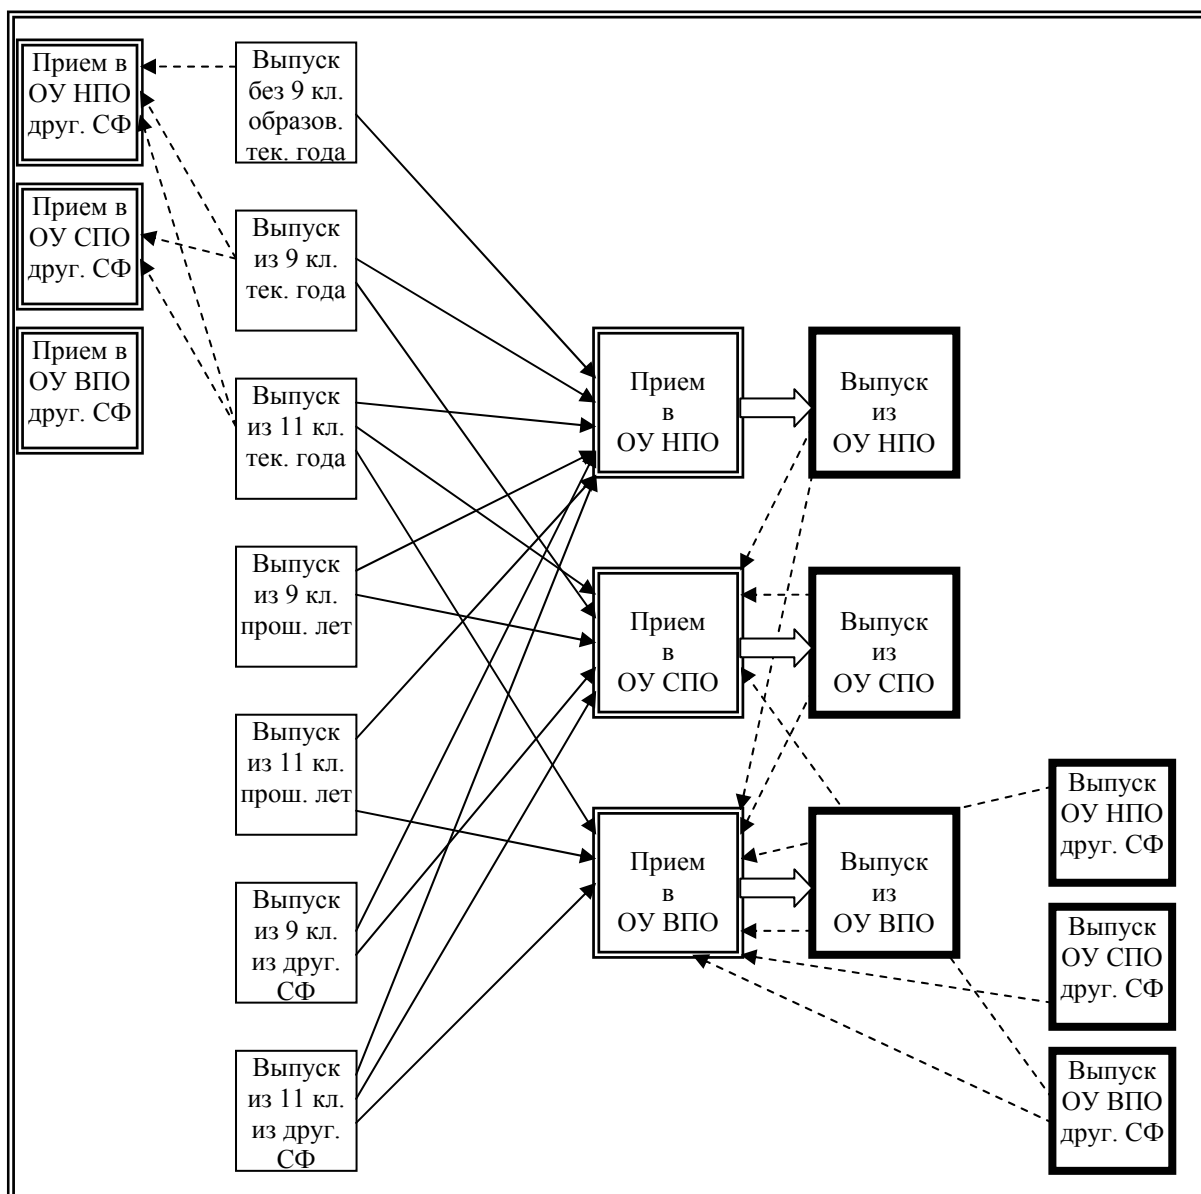 Прием в
ОУ НПО
друг. СФ
Прием в
ОУ СПО
друг. СФ
Прием в
ОУ ВПО
друг. СФ
Выпуск
без 9 кл.
образов.
тек. года
Выпуск
из 9 кл.
тек. года
Выпуск
из 11 кл.
тек. года
Выпуск
из 9 кл.
прош. лет
Выпуск
из 11 кл.
прош. лет
Выпуск
из 9 кл.
из друг.
СФ
Выпуск
из 11 кл.
из друг.
СФ
Прием
в
ОУ НПО
Прием
в
ОУ СПО
Прием
в
ОУ ВПО
Выпуск
из
ОУ НПО
Выпуск
из
ОУ СПО
Выпуск
из
ОУ ВПО
Выпуск
ОУ НПО
друг. СФ
Выпуск
ОУ СПО
друг. СФ
Выпуск
ОУ ВПО
друг. СФ